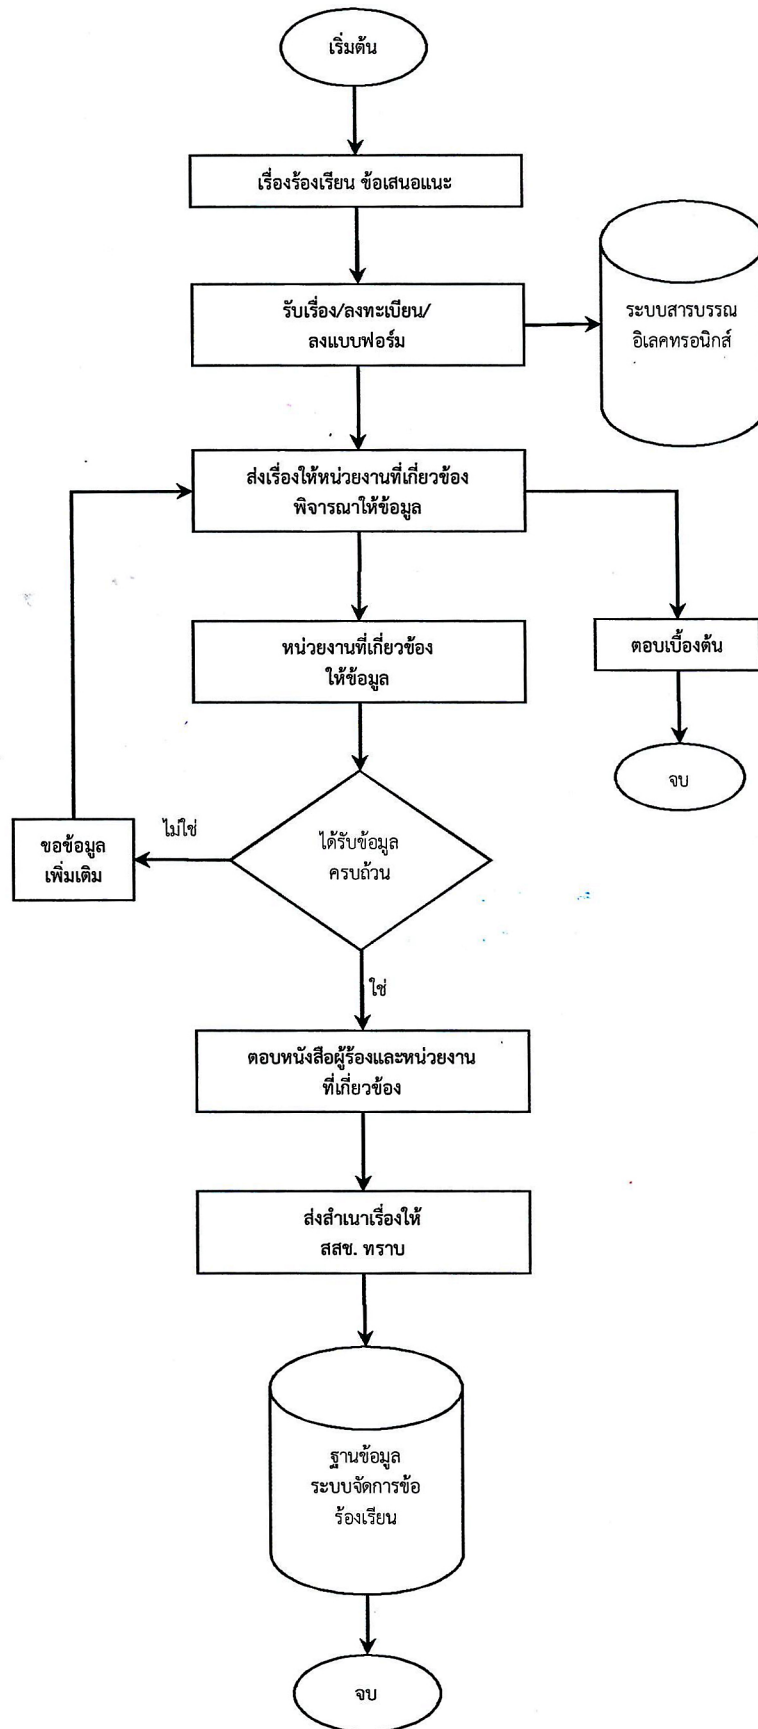 เริ่มต้น
เรื่องร้องเรียน ข้อเสนอแนะ
รับเรื่อง/ลงทะเบียน/
ลงแบบฟอร์ม
ระบบสารบรรณ
อิเลคทรอนิกส์
ส่งเรื่องให้หน่วยงานที่เกี่ยวข้อง
พิจารณาให้ข้อมูล
หน่วยงานที่เกี่ยวข้อง
ให้ข้อมูล
ตอบเบื้องต้น
จบ
ได้รับข้อมูล
ครบถ้วน
ไม่ใช่
ขอข้อมูล
เพิ่มเติม
ใช่
ตอบหนังสือผู้ร้องและหน่วยงาน
ที่เกี่ยวข้อง
ส่งสำเนาเรื่องให้
สสช. ทราบ
ฐานข้อมูล
ระบบจัดการข้อ
ร้องเรียน
จบ